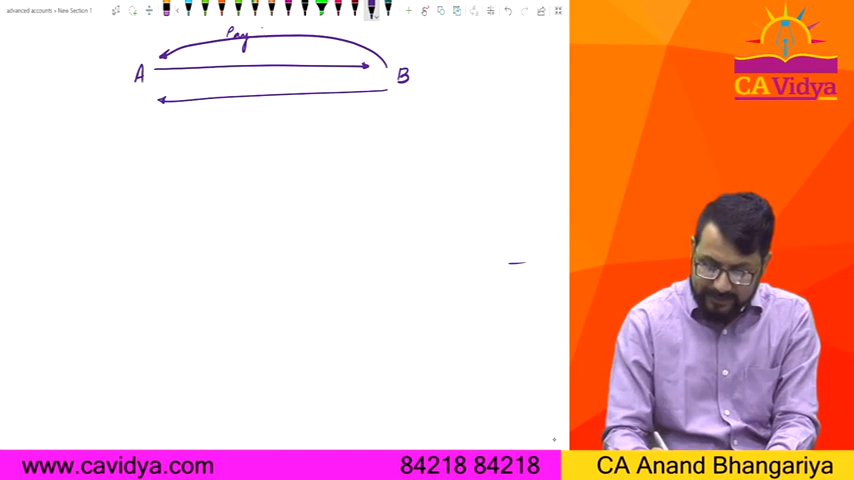 advanced accounts > New Section 1
Pay
A
B
CA Vidya
www.cavidya.com
84218 84218
CA Anand Bhangariya